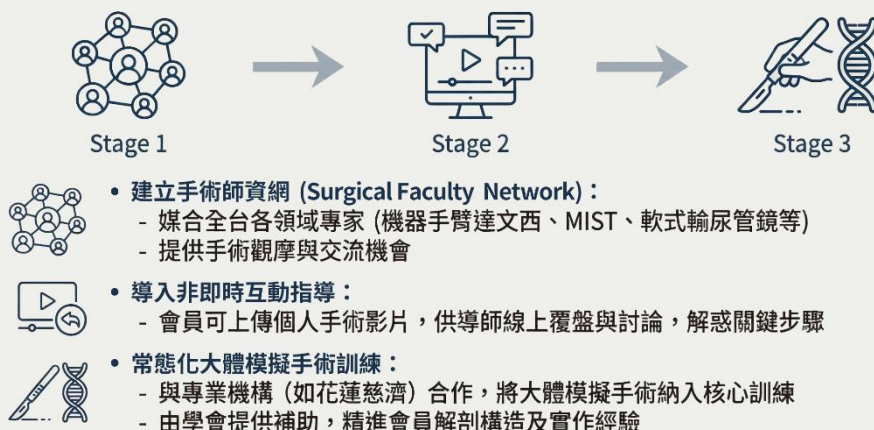 Stage 1
Stage 2
Stage 3
• 建立手術師資網 (Surgical Faculty Network)：
- 媒合全台各領域專家 (機器手臂達文西、MIST、軟式輸尿管鏡等)
- 提供手術觀摩與交流機會
• 導入非即時互動指導：
- 會員可上傳個人手術影片，供導師線上覆盤與討論，解惑關鍵步驟
• 常態化大體模擬手術訓練：
- 與專業機構（如花蓮慈濟）合作，將大體模擬手術納入核心訓練
- 由學會提供補助，精進會員解剖構造及實作經驗